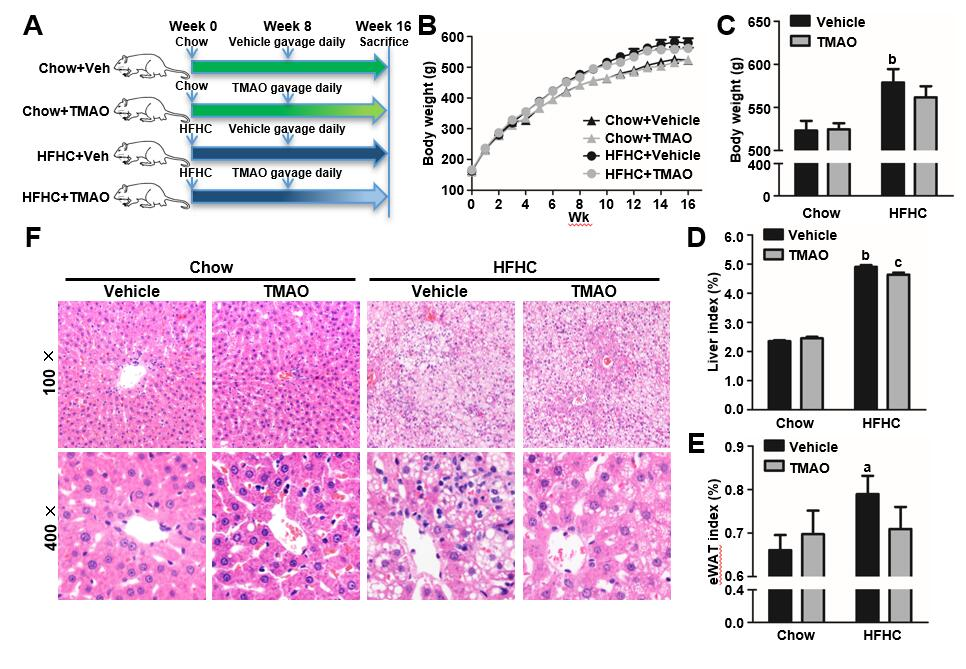 A
Week 0 Week 8 Week 16
Chow Vehicle gavage daily Sacrifice
Chow+Veh
Chow TMAO gavage daily
Chow+TMAO
HFHC Vehicle gavage daily
HFHC+Veh
HFHC TMAO gavage daily
HFHC+TMAO
B
Body weight (g)
600
500
400
300
200
100
0 2 4 6 8 10 12 14 16
Wk
Chow+Vehicle
Chow+TMAO
HFHC+Vehicle
HFHC+TMAO
C
Vehicle
TMAO
Body weight (g)
650
600
550
500
400
0
b
Chow HFHC
D
Vehicle
TMAO
Liver index (%)
6.0
5.0
4.0
3.0
2.0
1.0
0.0
b c
Chow HFHC
E
Vehicle
TMAO
eWAT index (%)
0.9
0.8
0.7
0.6
0.4
0.0
a
Chow HFHC
F
Chow HFHC
Vehicle TMAO Vehicle TMAO
100 ×
400 ×